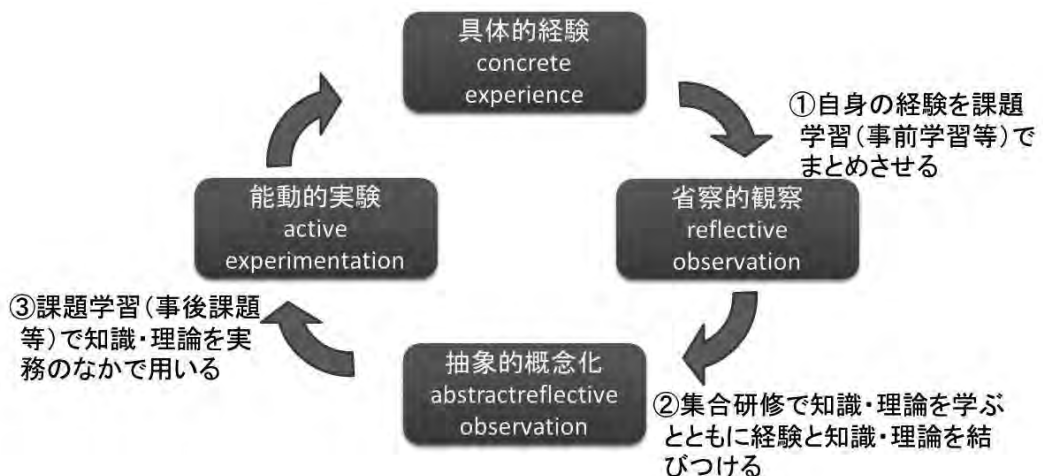 具体的経験
concrete
experience
①自身の経験を課題
学習(事前学習等)で
まとめさせる
省察的観察
reflective
observation
②集合研修で知識・理論を学ぶ
とともに経験と知識・理論を結
びつける
抽象的概念化
abstractreflective
observation
③課題学習(事後課題
等)で知識・理論を実
務のなかで用いる
能動的実験
active
experimentation